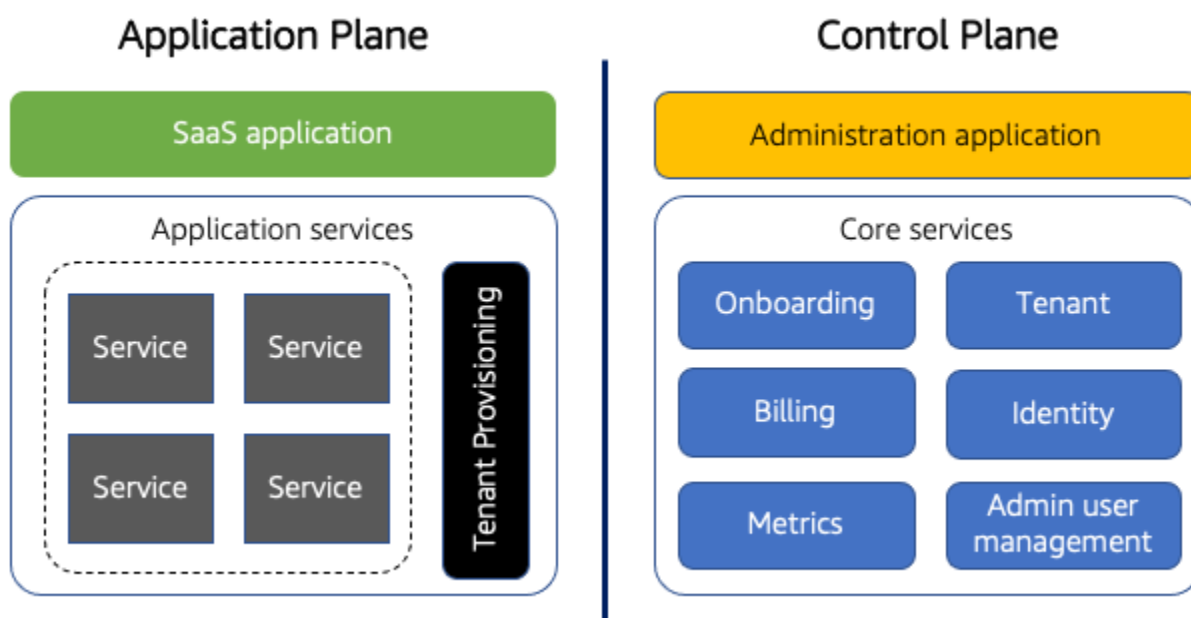 Application Plane
Control Plane
SaaS application
Administration application
Application services
Service
Service
Service
Service
Tenant Provisioning
Core services
Onboarding
Tenant
Billing
Identity
Metrics
Admin user
management